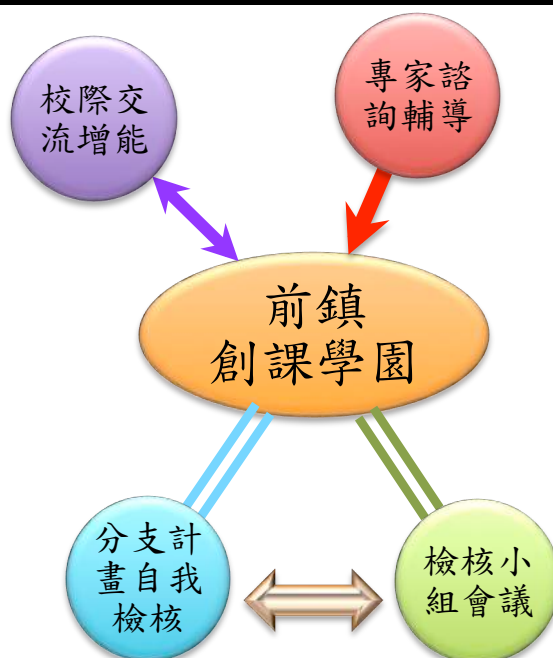 校際交
流增能
專家諮
詢輔導
前鎮
創課學園
分支計
畫自我
檢核
檢核小
組會議